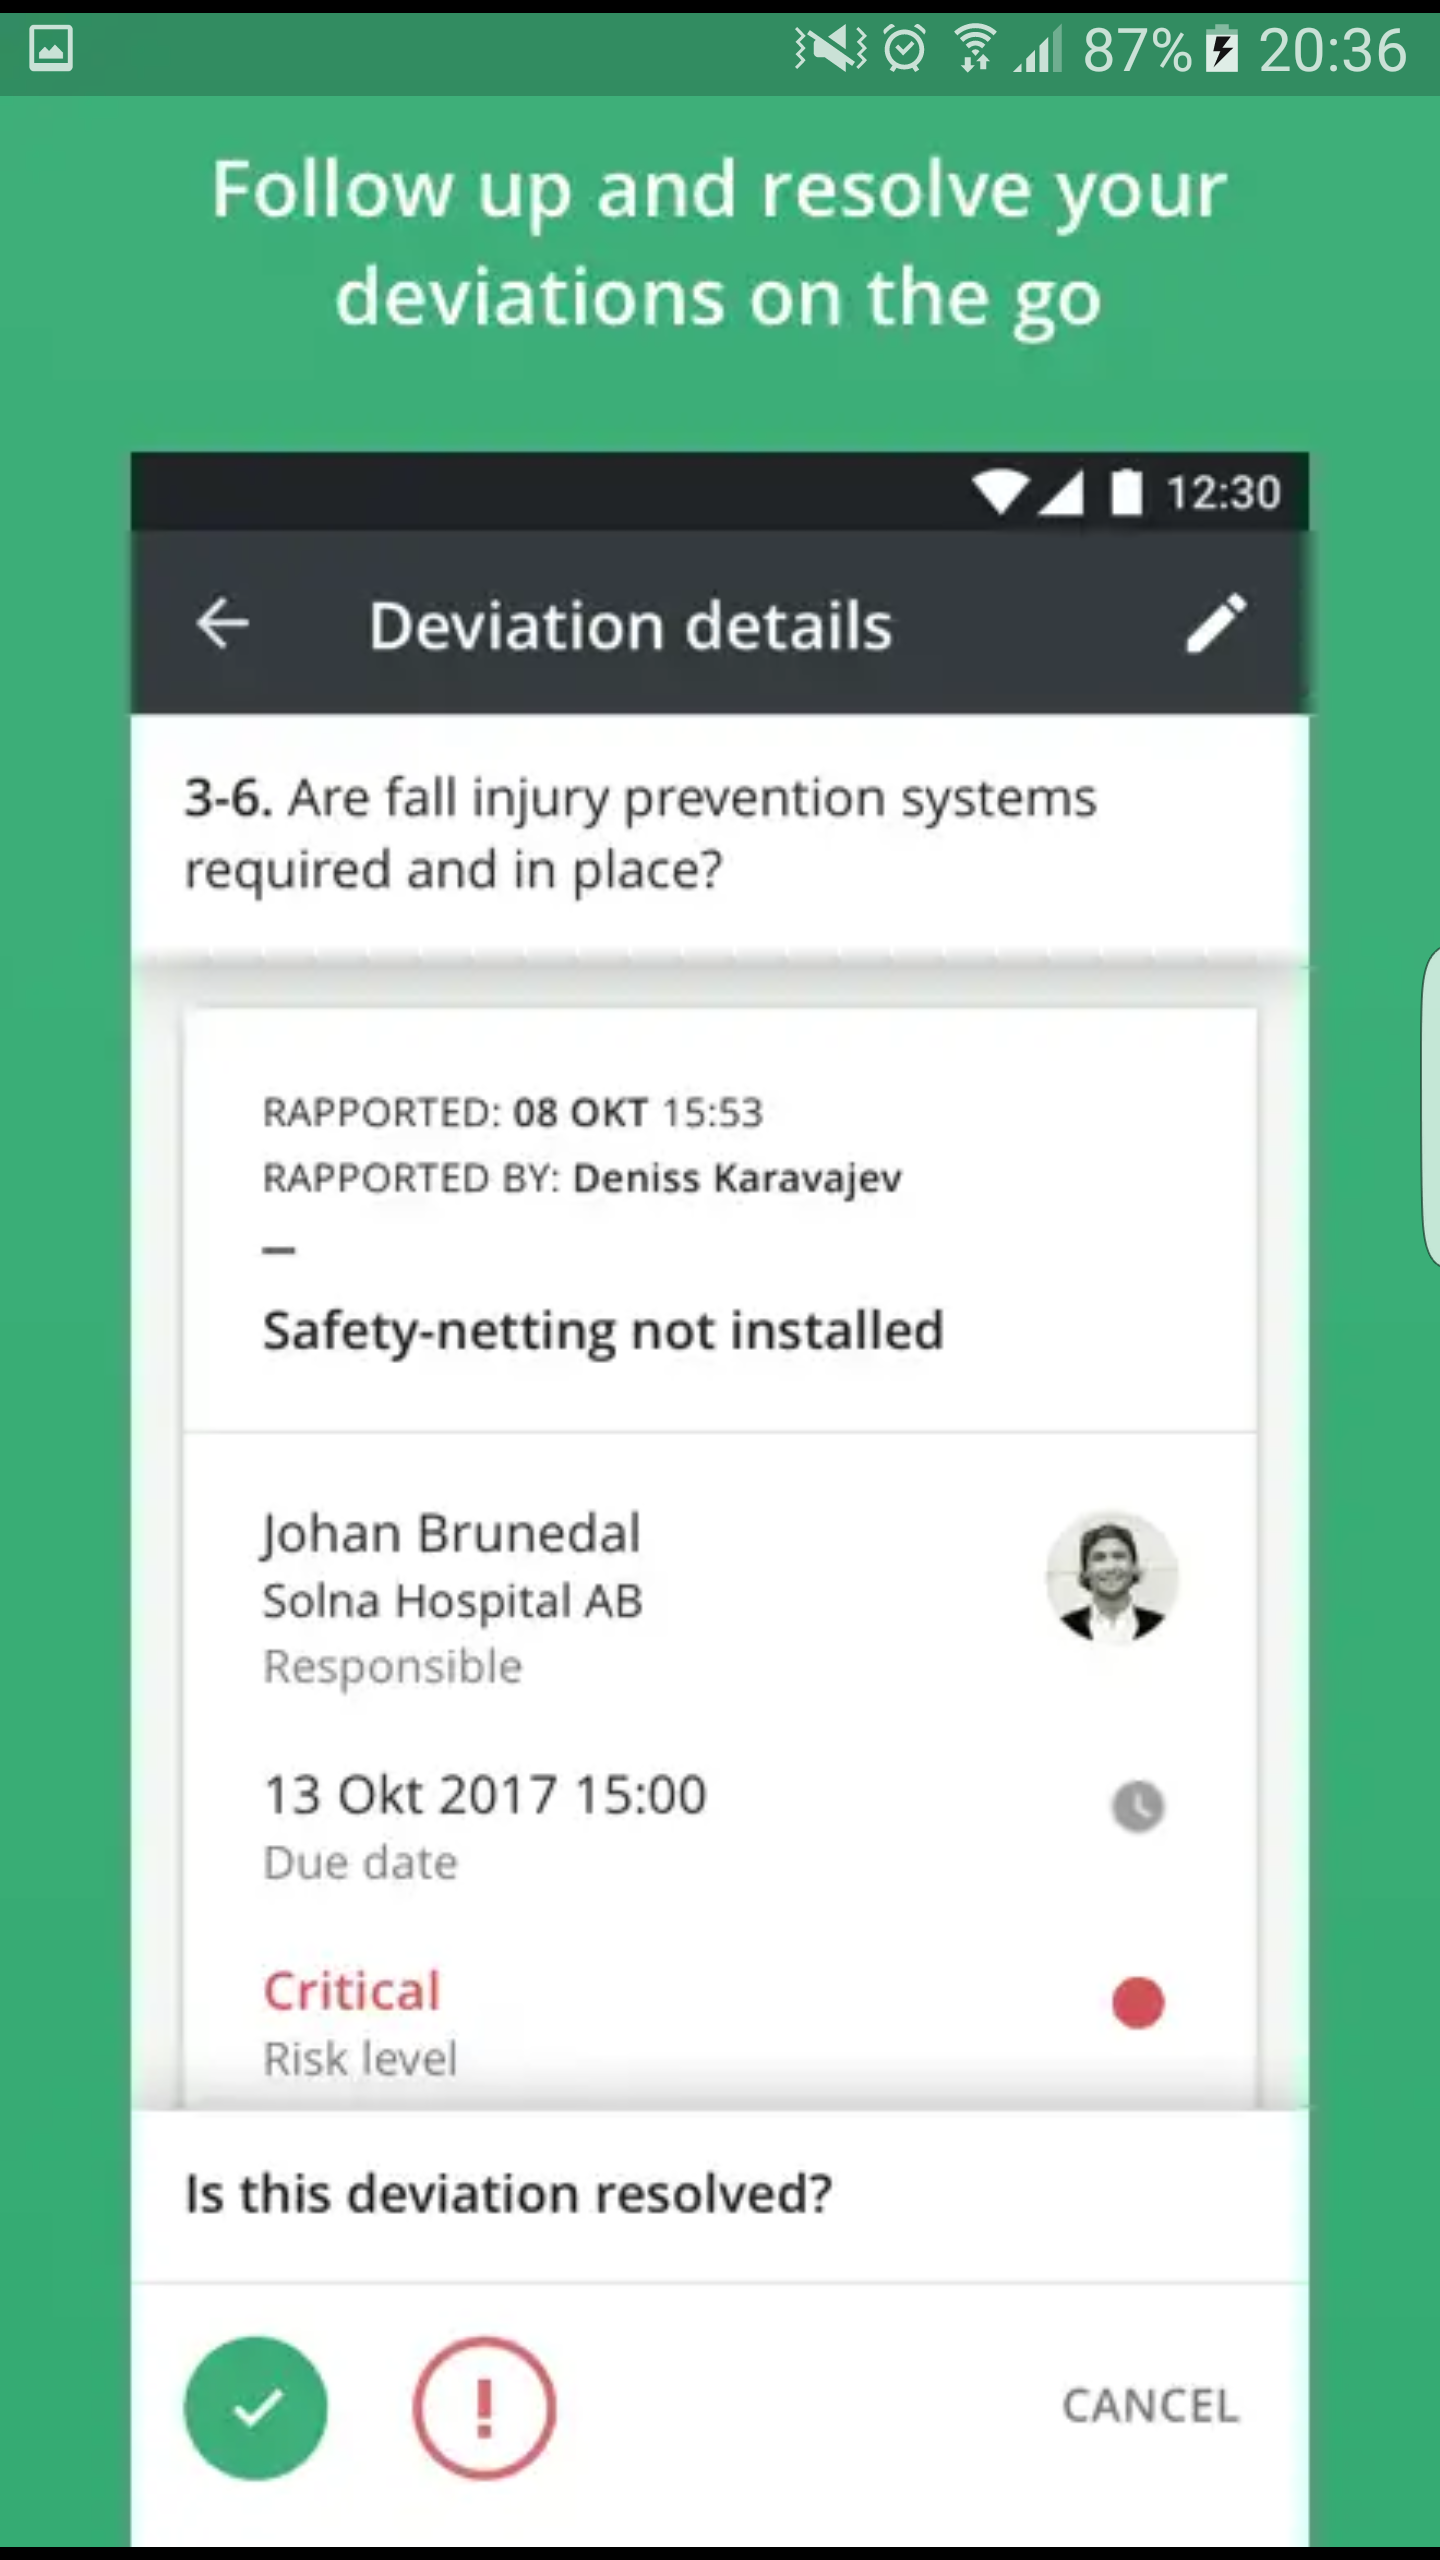 87% 20:36
Follow up and resolve your
deviations on the go
12:30
Deviation details
3-6. Are fall injury prevention systems
required and in place?
RAPPORTED: 08 OKT 15:53
RAPPORTED BY: Deniss Karavajev
Safety-netting not installed
Johan Brunedal
Solna Hospital AB
Responsible
13 Okt 2017 15:00
Due date
Critical
Risk level
Is this deviation resolved?
CANCEL